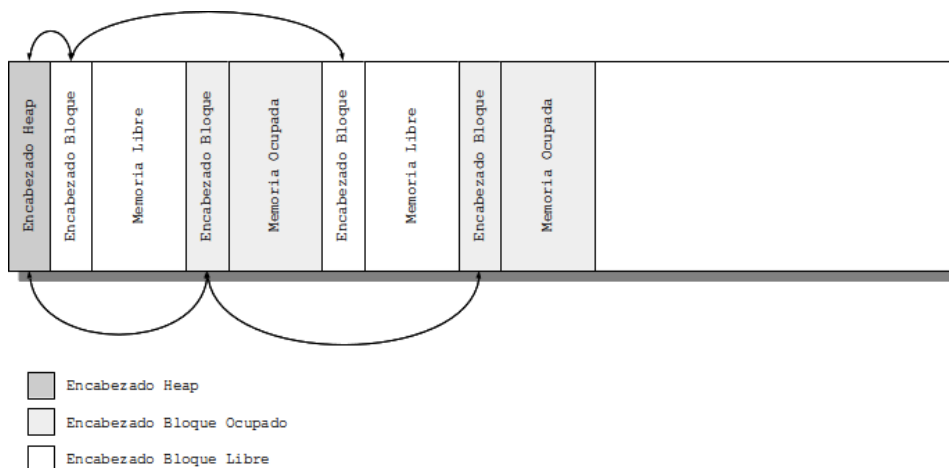 Encabezado Heap
Encabezado Bloque
Memoria Libre
Encabezado Bloque
Memoria Ocupada
Encabezado Bloque
Memoria Libre
Encabezado Bloque
Memoria Ocupada
Encabezado Heap
Encabezado Bloque Ocupado
Encabezado Bloque Libre